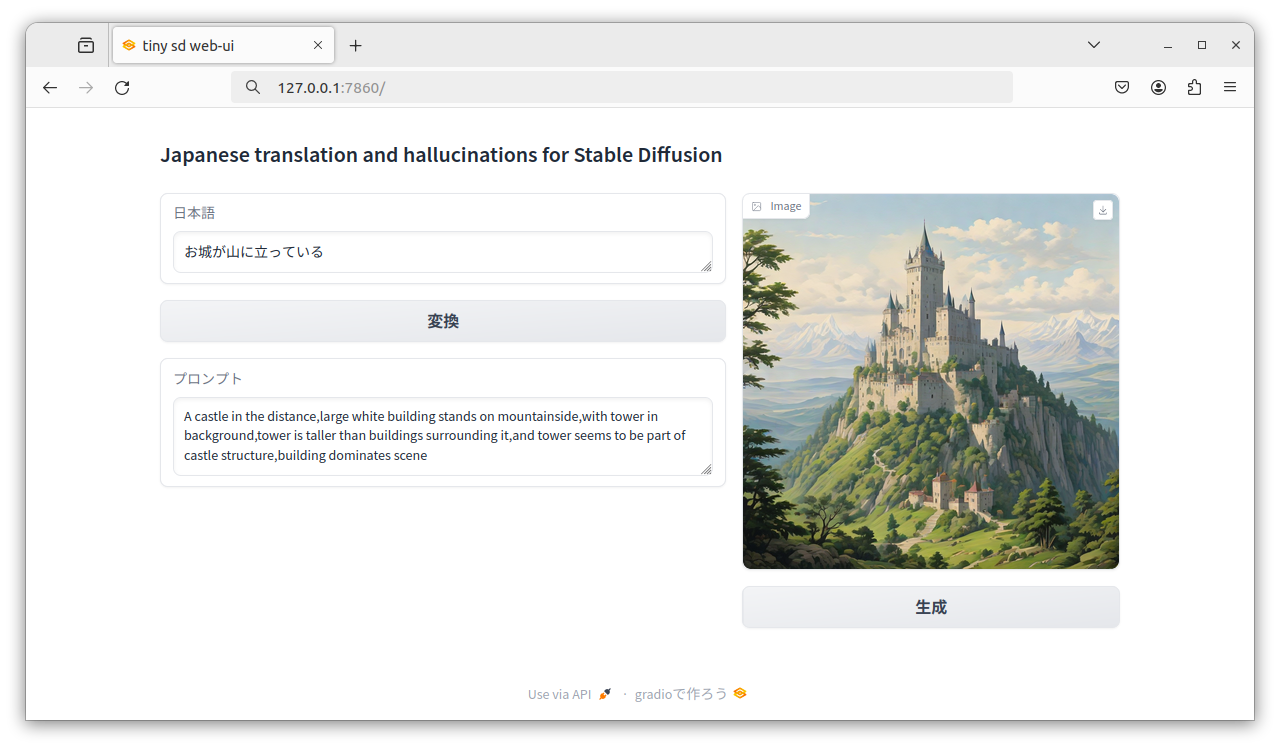 tiny sd web-ui
127.0.0.1:7860/
Japanese translation and hallucinations for Stable Diffusion
日本語
お城が山に立っている
変換
プロンプト
A castle in the distance,large white building stands on mountainside,with tower in
background,tower is taller than buildings surrounding it,and tower seems to be part of
castle structure,building dominates scene
Image
生成
Use via API · gradioで作ろう